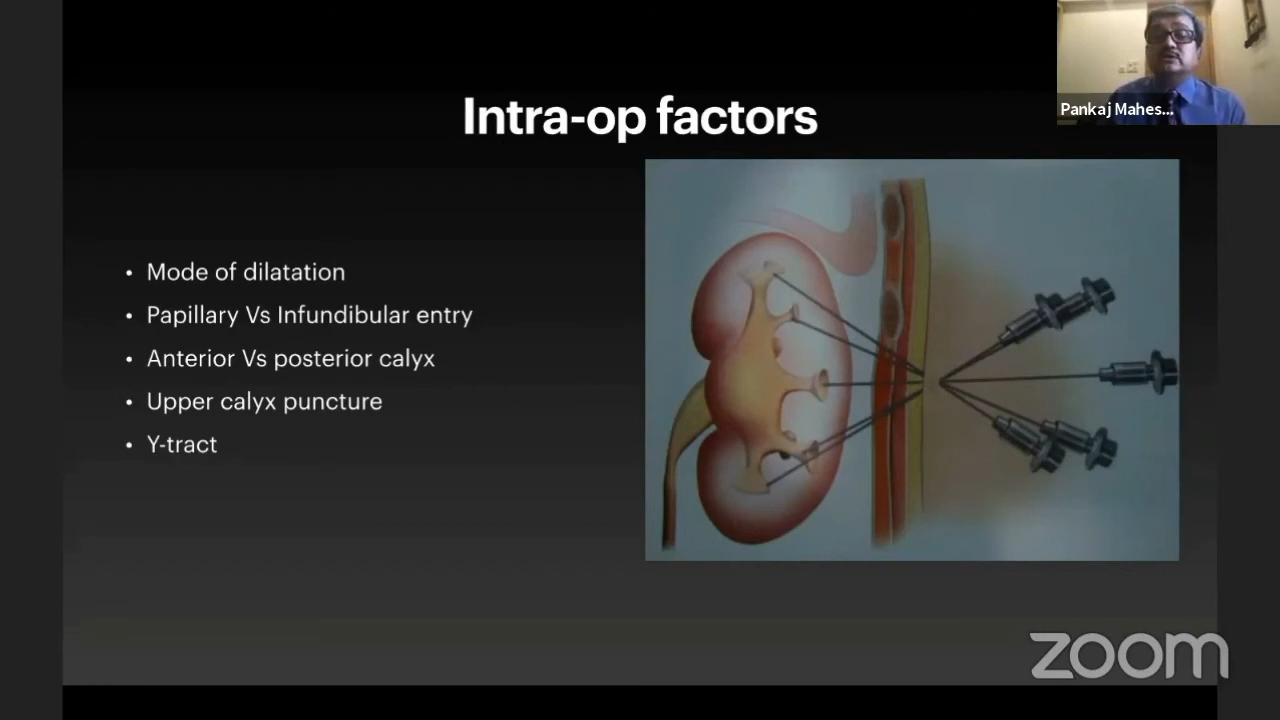 Pankaj Mahes...
Intra-op factors
• Mode of dilatation
• Papillary Vs Infundibular entry
• Anterior Vs posterior calyx
• Upper calyx puncture
• Y-tract
zoom